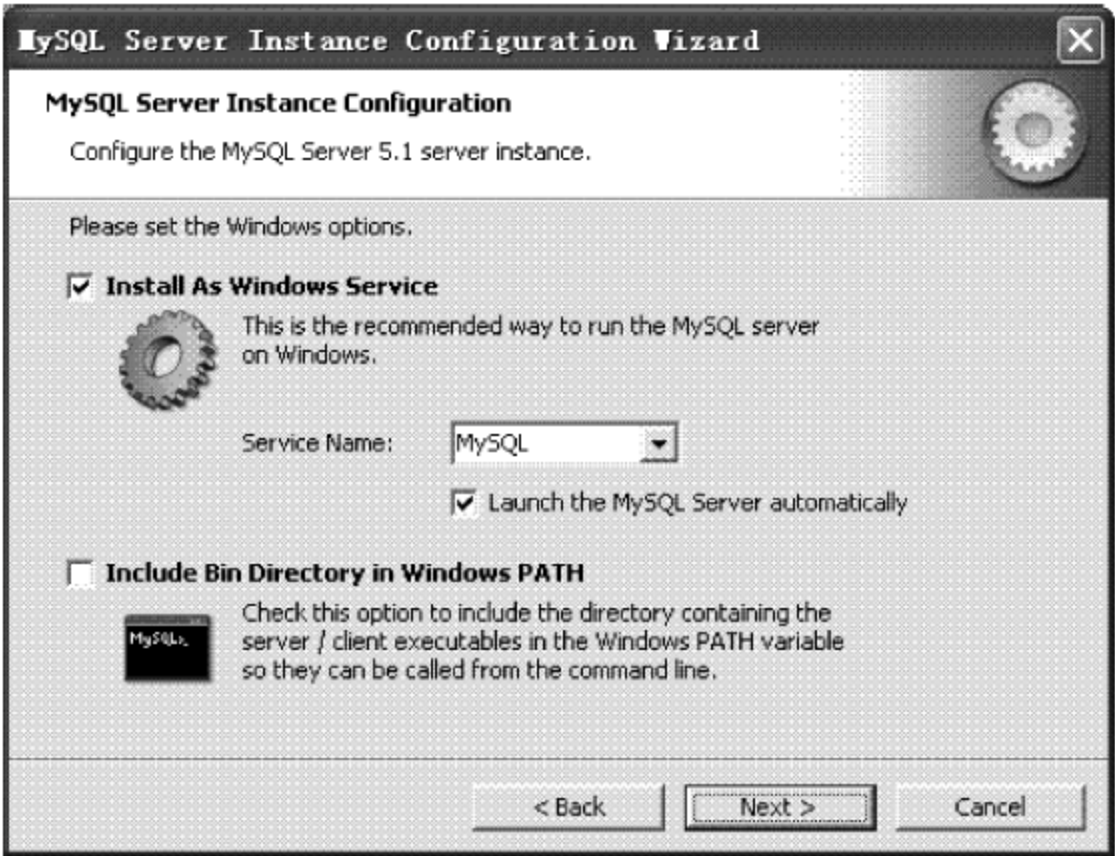 MySQL Server Instance Configuration Wizard
MySQL Server Instance Configuration
Configure the MySQL Server 5.1 server instance.
Please set the Windows options.
Install As Windows Service
This is the recommended way to run the MySQL server
on Windows.
Service Name:
MySQL
Launch the MySQL Server automatically
Include Bin Directory in Windows PATH
MySQL>_
Check this option to include the directory containing the
server / client executables in the Windows PATH variable
so they can be called from the command line.
< Back
Next >
Cancel